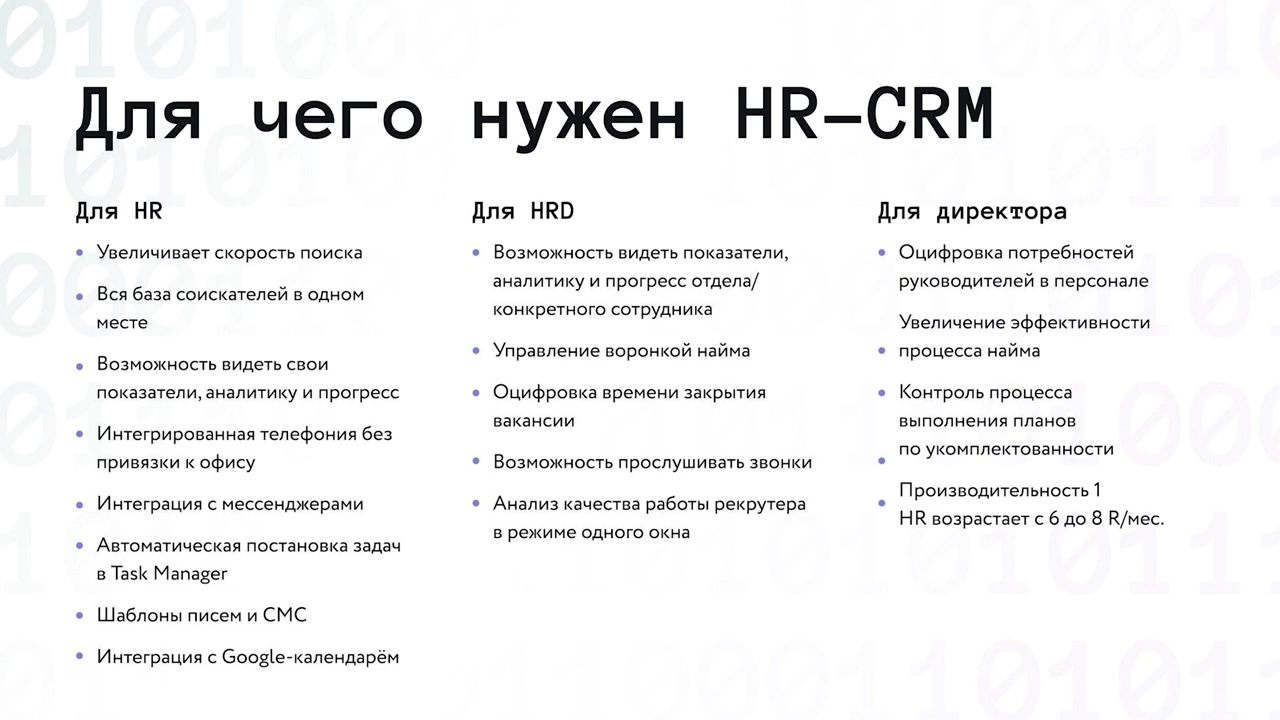 Для чего нужен HR-CRM
Для HR
Увеличивает скорость поиска
Вся база соискателей в одном
месте
Возможность видеть свои
показатели, аналитику и прогресс
Интегрированная телефония без
привязки к офису
Интеграция с мессенджерами
Автоматическая постановка задач
в Task Manager
Шаблоны писем и СМС
Интеграция с Google-календарём
Для HRD
Возможность видеть показатели,
аналитику и прогресс отдела/
конкретного сотрудника
Управление воронкой найма
Оцифровка времени закрытия
вакансии
Возможность прослушивать звонки
Анализ качества работы рекрутера
в режиме одного окна
Для директора
Оцифровка потребностей
руководителей в персонале
Увеличение эффективности
процесса найма
Контроль процесса
выполнения планов
по укомплектованности
Производительность 1
HR возрастает с 6 до 8 R/мес.